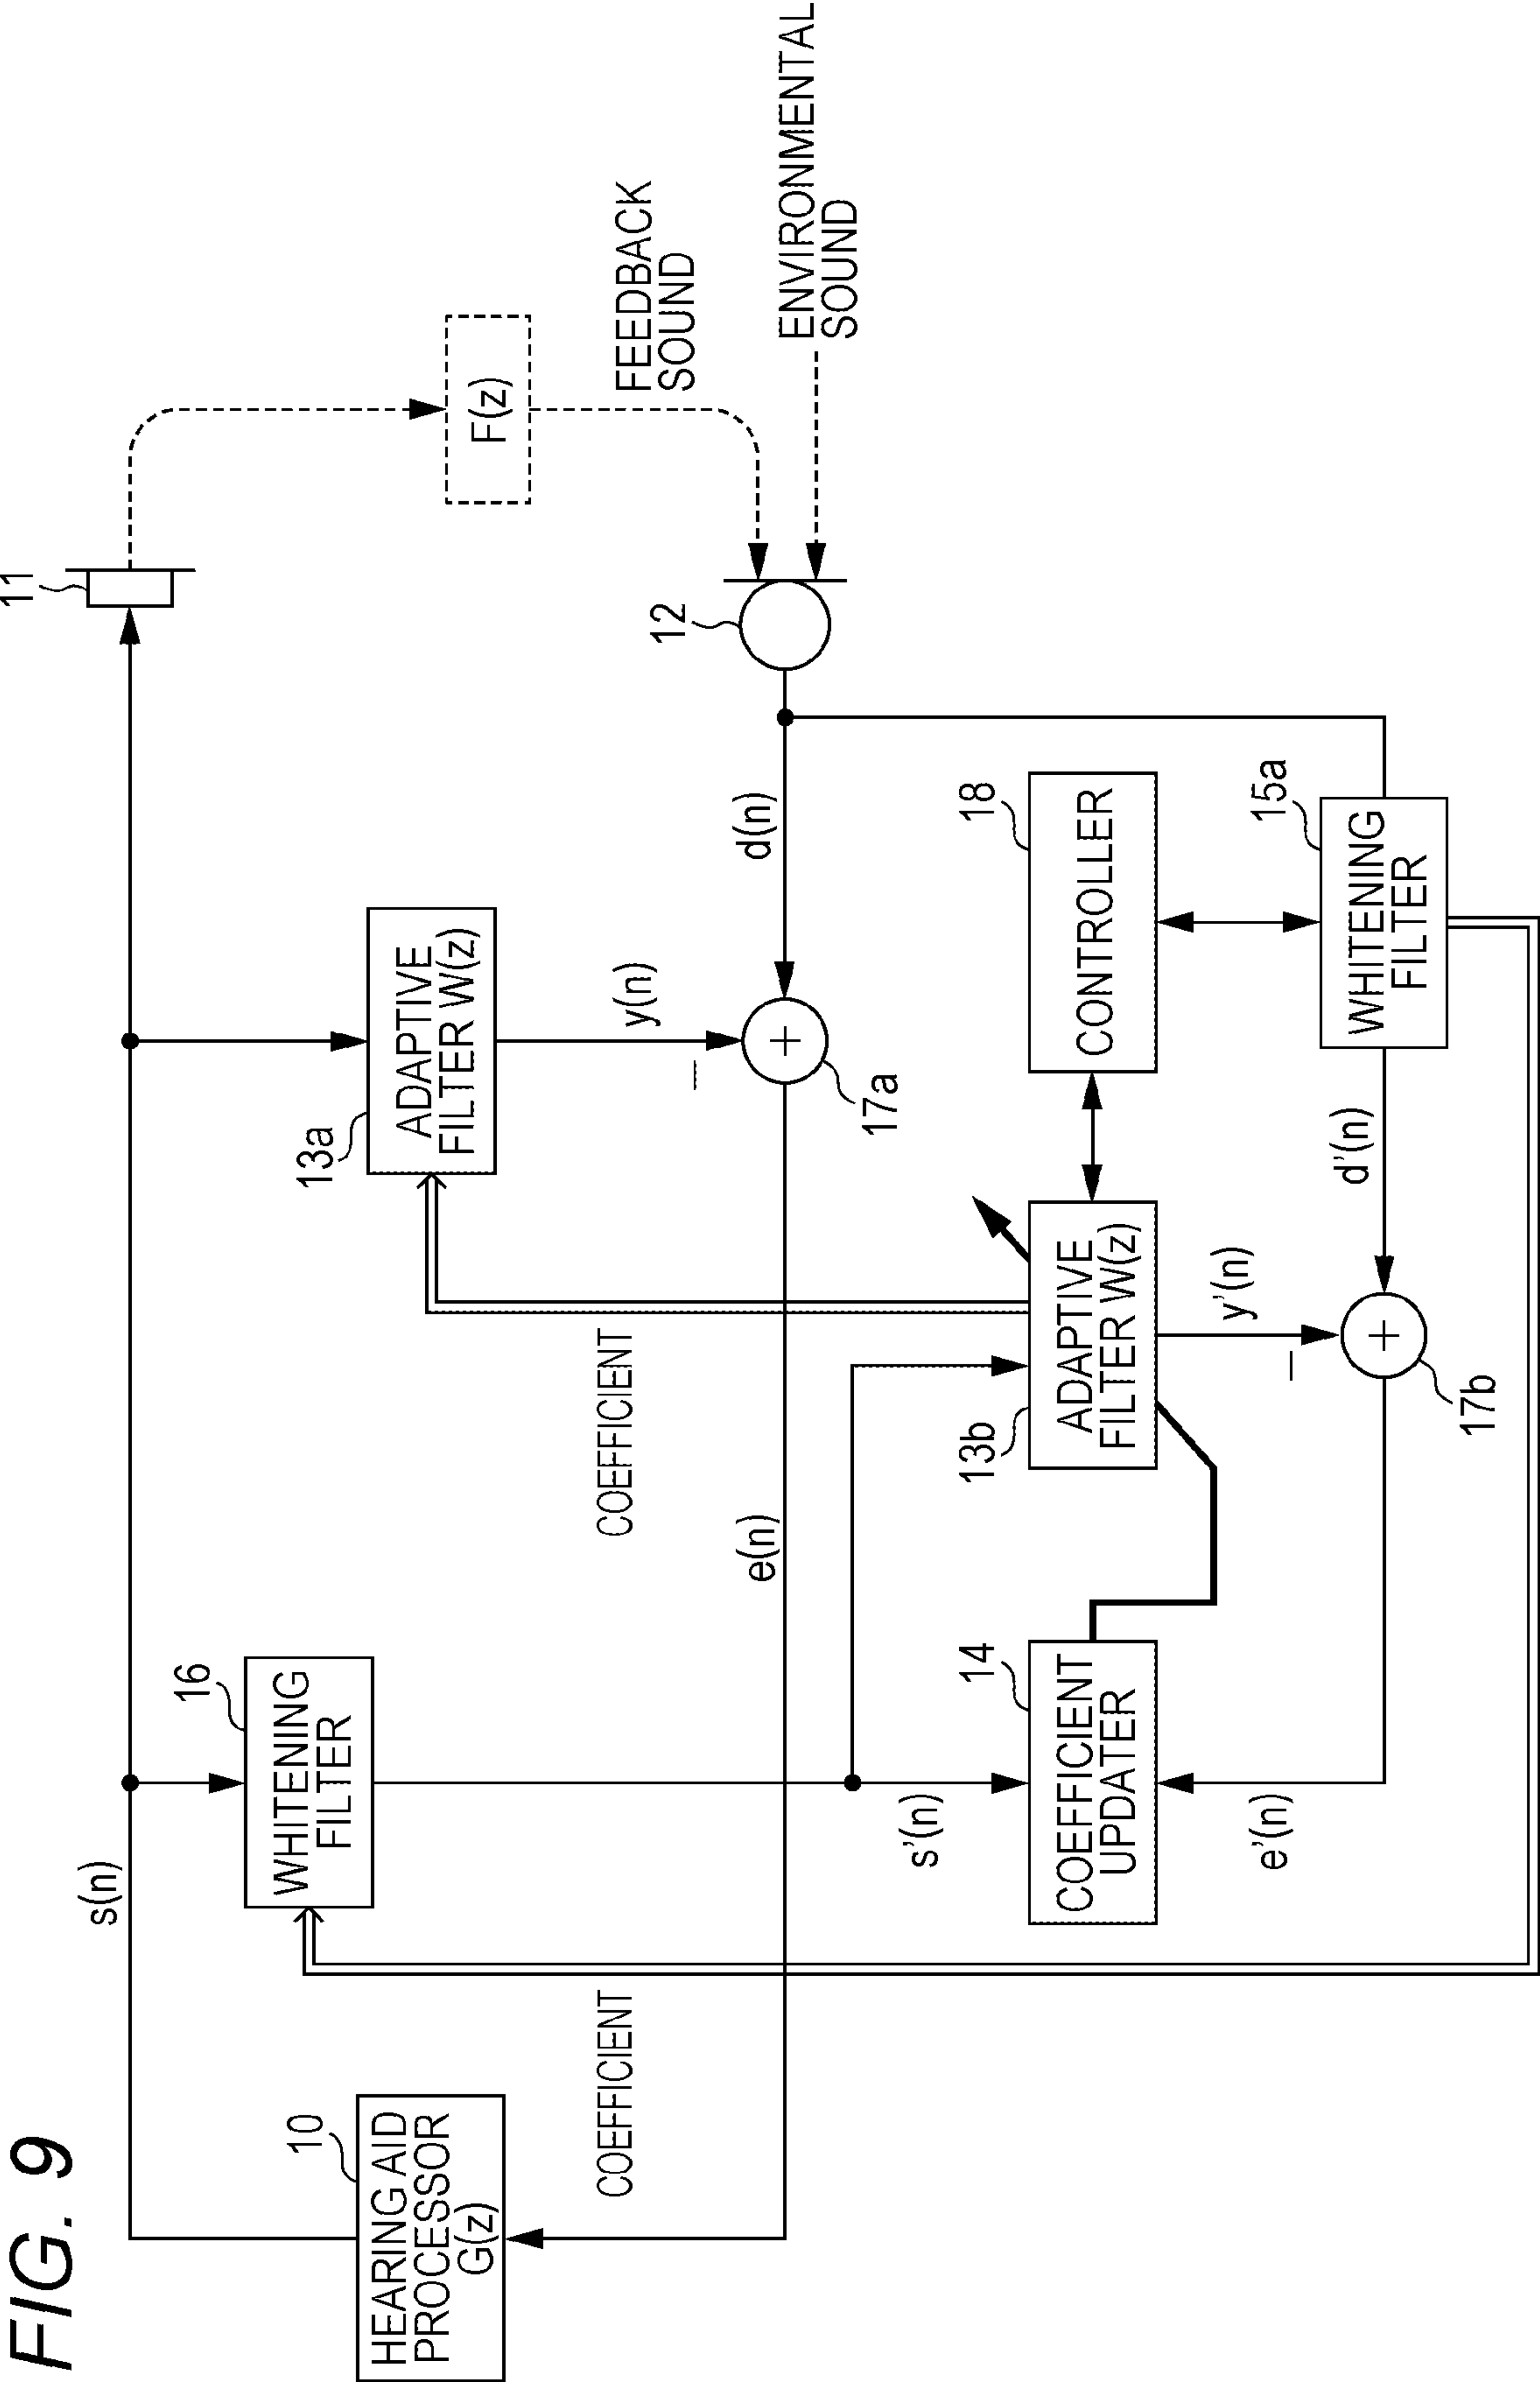 FIG. 9
s(n)
11
16
WHITENING
FILTER
13a
ADAPTIVE
FILTER W(z)
F(z)
10
HEARING AID
PROCESSOR
G(z)
COEFFICIENT
COEFFICIENT
y(n)
–
FEEDBACK
SOUND
12
e(n)
+
17a
d(n)
ENVIRONMENTAL
SOUND
s'(n)
14
COEFFICIENT
UPDATER
13b
ADAPTIVE
FILTER W(z)
18
CONTROLLER
e'(n)
y'(n)
–
+
17b
d'(n)
15a
WHITENING
FILTER